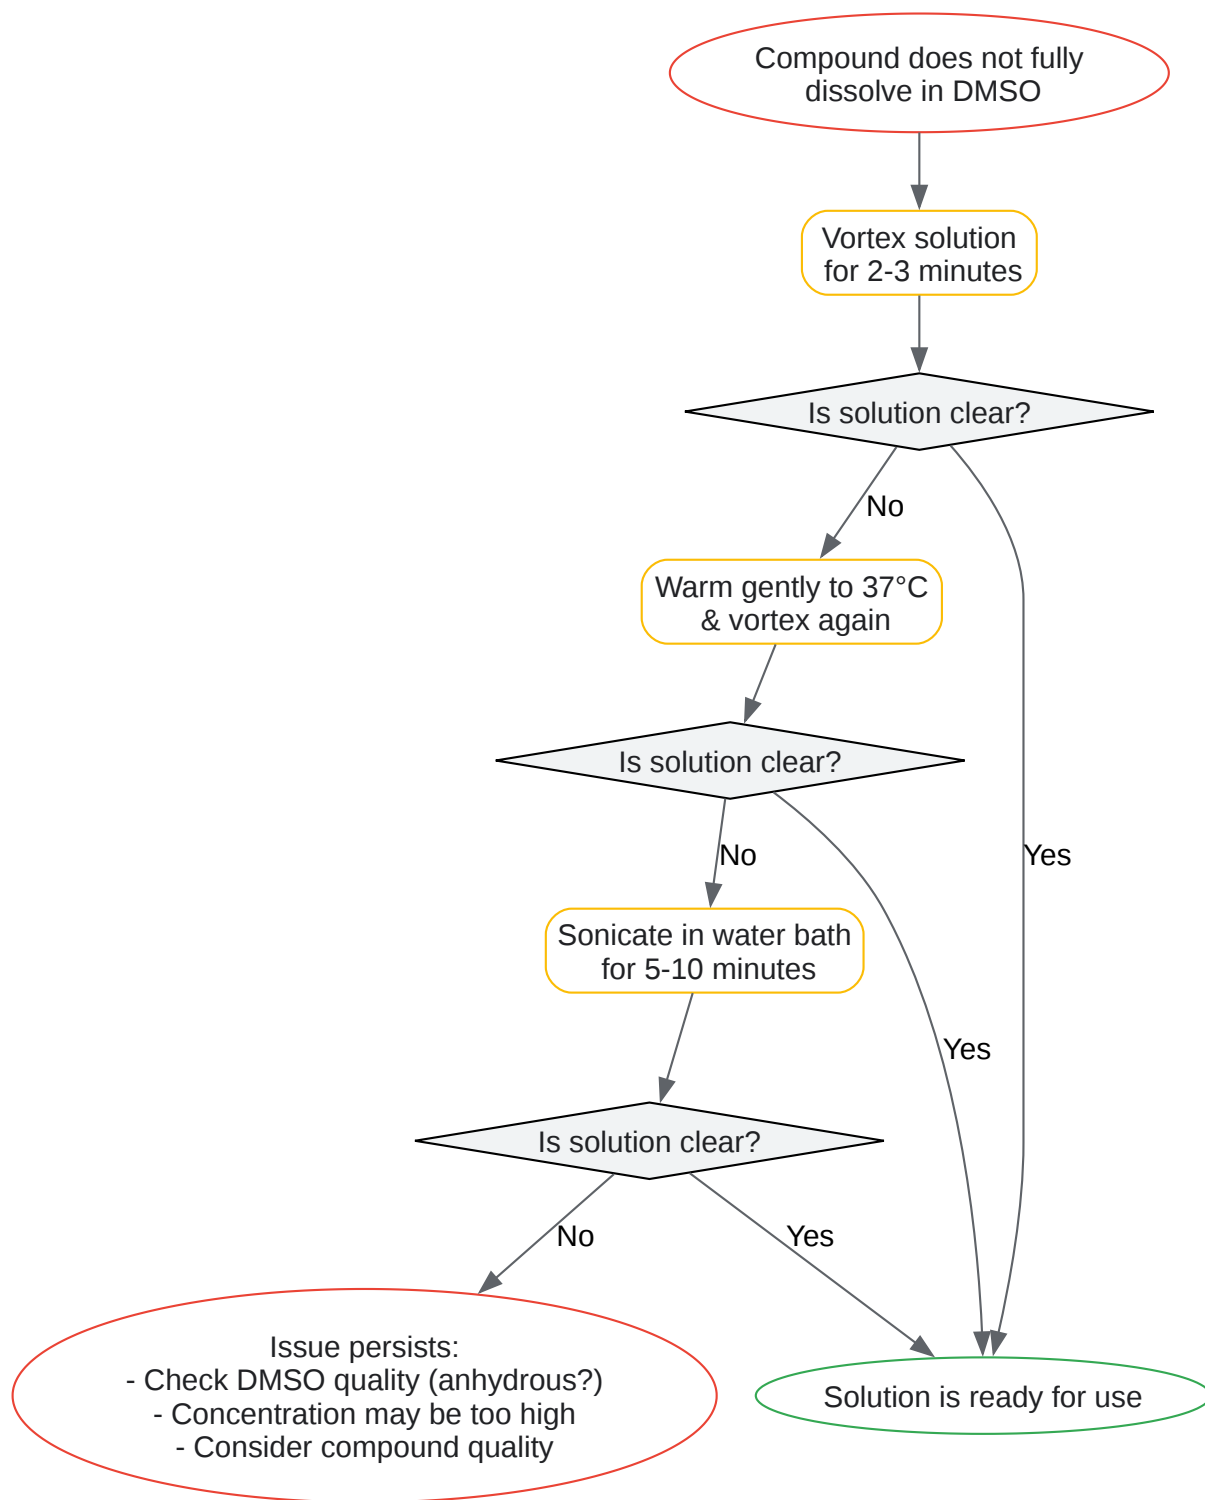 Compound does not fully
dissolve in DMSO
Vortex solution
for 2-3 minutes
Is solution clear?
No
Warm gently to 37°C
& vortex again
Is solution clear?
No
Yes
Sonicate in water bath
for 5-10 minutes
Yes
Is solution clear?
No
Yes
Issue persists:
- Check DMSO quality (anhydrous?)
- Concentration may be too high
- Consider compound quality
Solution is ready for use